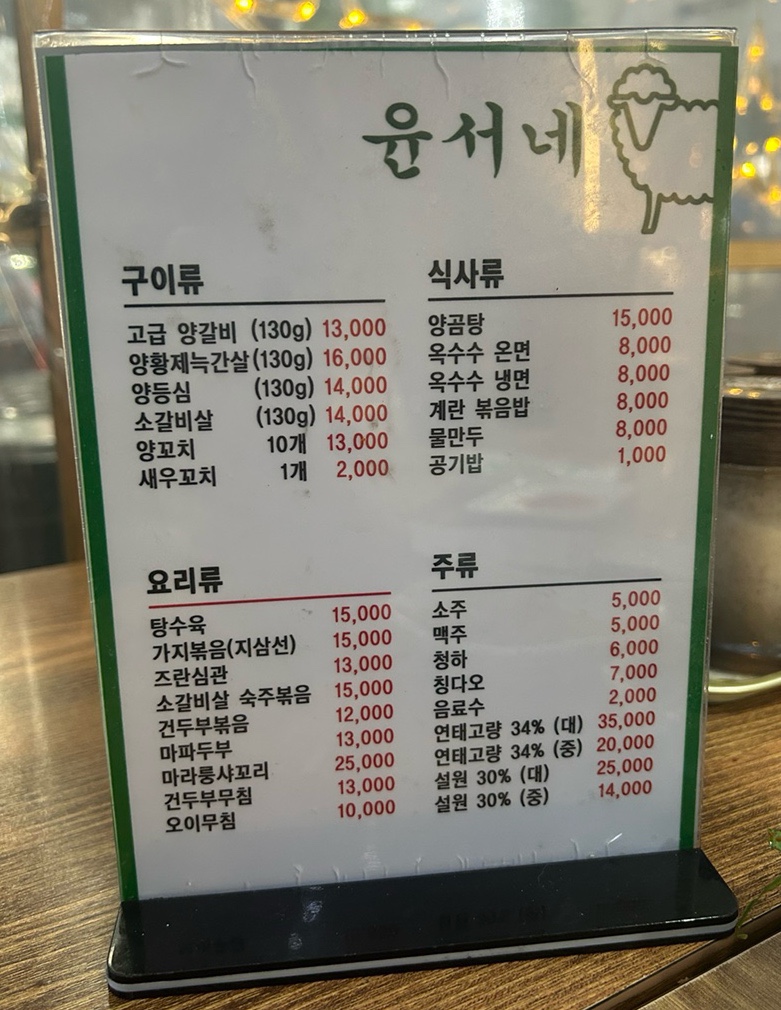 윤서네
구이류
고급 양갈비 (130g) 13,000
양황제늑간살(130g) 16,000
양등심 (130g) 14,000
소갈비살 (130g) 14,000
양꼬치 10개 13,000
새우꼬치 1개 2,000
식사류
양곰탕 15,000
옥수수 온면 8,000
옥수수 냉면 8,000
계란 볶음밥 8,000
물만두 8,000
공기밥 1,000
요리류
탕수육 15,000
가지볶음(지삼선) 15,000
즈란심관 13,000
소갈비살 숙주볶음 15,000
건두부볶음 12,000
마파두부 13,000
마라룽샤꼬리 25,000
건두부무침 13,000
오이무침 10,000
주류
소주 5,000
맥주 5,000
청하 6,000
칭다오 7,000
음료수 2,000
연태고량 34% (대) 35,000
연태고량 34% (중) 20,000
설원 30% (대) 25,000
설원 30% (중) 14,000